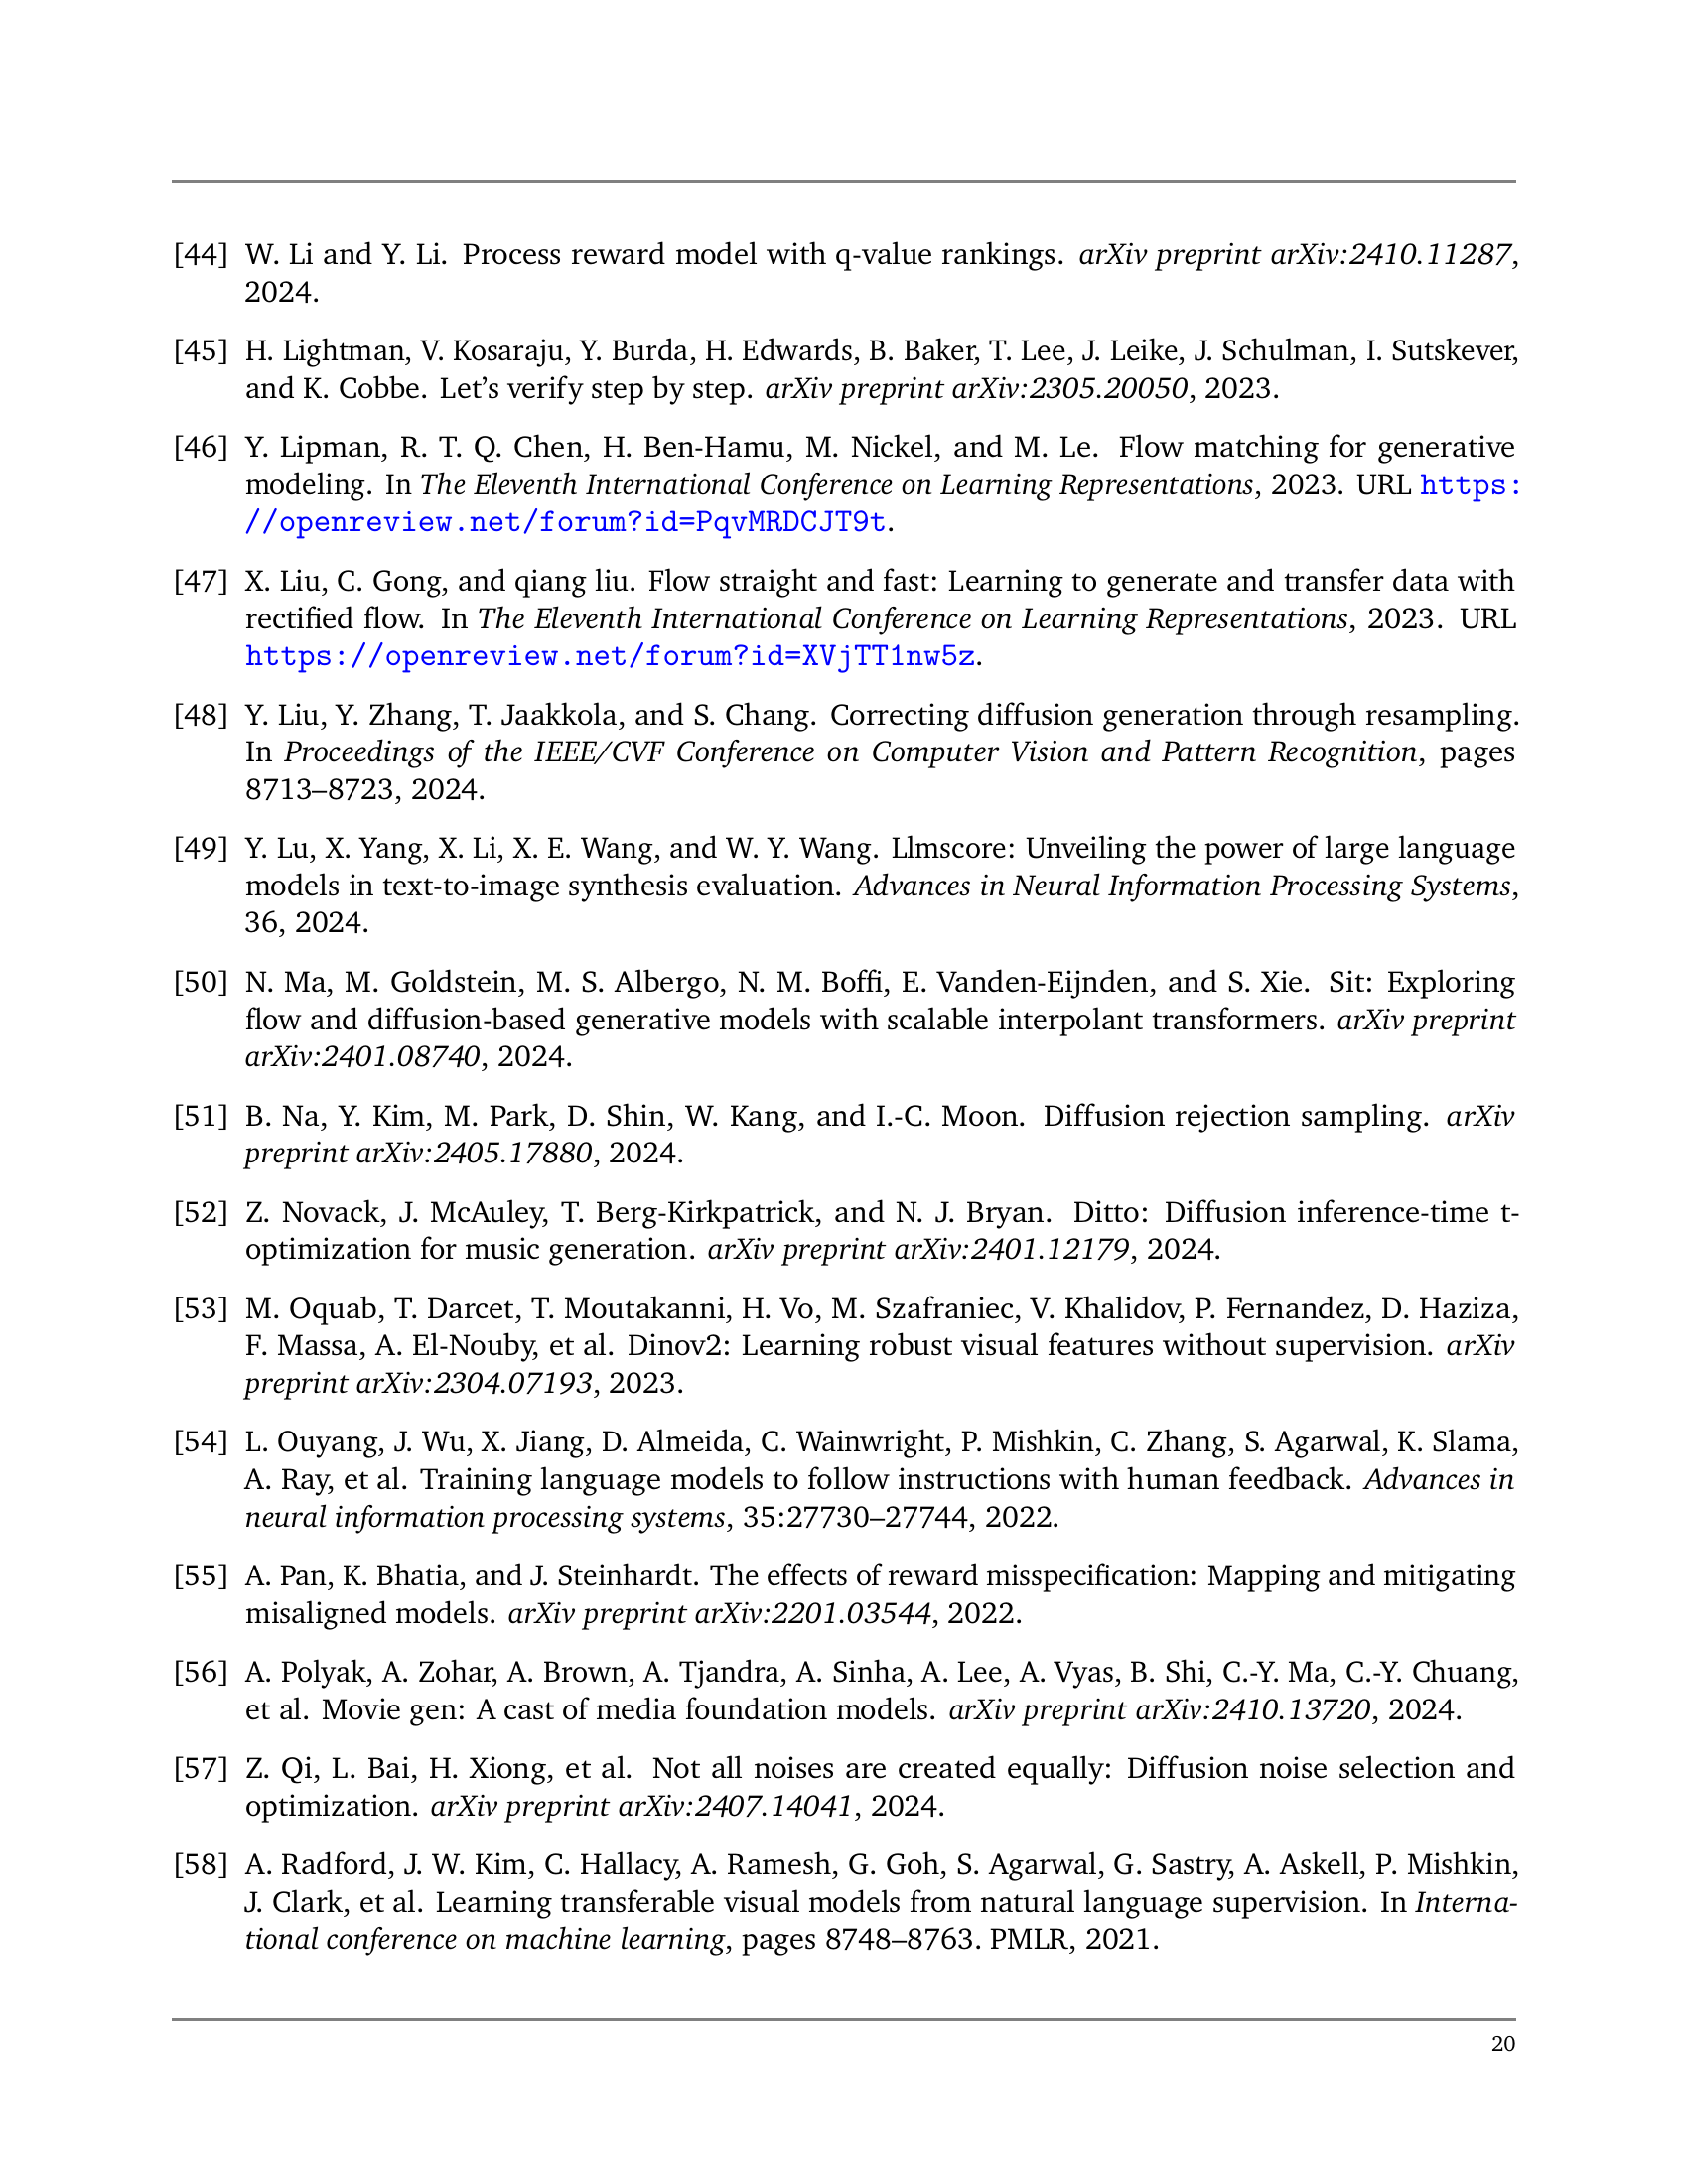 [44] W. Li and Y. Li. Process reward model with q-value rankings. arXiv preprint arXiv:2410.11287,
2024.
[45] H. Lightman, V. Kosaraju, Y. Burda, H. Edwards, B. Baker, T. Lee, J. Leike, J. Schulman, I. Sutskever,
and K. Cobbe. Let’s verify step by step. arXiv preprint arXiv:2305.20050, 2023.
[46] Y. Lipman, R. T. Q. Chen, H. Ben-Hamu, M. Nickel, and M. Le. Flow matching for generative
modeling. In The Eleventh International Conference on Learning Representations, 2023. URL https:
//openreview.net/forum?id=PqvMRDCJT9t.
[47] X. Liu, C. Gong, and qiang liu. Flow straight and fast: Learning to generate and transfer data with
rectified flow. In The Eleventh International Conference on Learning Representations, 2023. URL
https://openreview.net/forum?id=XVjTT1nw5z.
[48] Y. Liu, Y. Zhang, T. Jaakkola, and S. Chang. Correcting diffusion generation through resampling.
In Proceedings of the IEEE/CVF Conference on Computer Vision and Pattern Recognition, pages
8713–8723, 2024.
[49] Y. Lu, X. Yang, X. Li, X. E. Wang, and W. Y. Wang. Llmscore: Unveiling the power of large language
models in text-to-image synthesis evaluation. Advances in Neural Information Processing Systems,
36, 2024.
[50] N. Ma, M. Goldstein, M. S. Albergo, N. M. Boffi, E. Vanden-Eijnden, and S. Xie. Sit: Exploring
flow and diffusion-based generative models with scalable interpolant transformers. arXiv preprint
arXiv:2401.08740, 2024.
[51] B. Na, Y. Kim, M. Park, D. Shin, W. Kang, and I.-C. Moon. Diffusion rejection sampling. arXiv
preprint arXiv:2405.17880, 2024.
[52] Z. Novack, J. McAuley, T. Berg-Kirkpatrick, and N. J. Bryan. Ditto: Diffusion inference-time t-
optimization for music generation. arXiv preprint arXiv:2401.12179, 2024.
[53] M. Oquab, T. Darcet, T. Moutakanni, H. Vo, M. Szafraniec, V. Khalidov, P. Fernandez, D. Haziza,
F. Massa, A. El-Nouby, et al. Dinov2: Learning robust visual features without supervision. arXiv
preprint arXiv:2304.07193, 2023.
[54] L. Ouyang, J. Wu, X. Jiang, D. Almeida, C. Wainwright, P. Mishkin, C. Zhang, S. Agarwal, K. Slama,
A. Ray, et al. Training language models to follow instructions with human feedback. Advances in
neural information processing systems, 35:27730–27744, 2022.
[55] A. Pan, K. Bhatia, and J. Steinhardt. The effects of reward misspecification: Mapping and mitigating
misaligned models. arXiv preprint arXiv:2201.03544, 2022.
[56] A. Polyak, A. Zohar, A. Brown, A. Tjandra, A. Sinha, A. Lee, A. Vyas, B. Shi, C.-Y. Ma, C.-Y. Chuang,
et al. Movie gen: A cast of media foundation models. arXiv preprint arXiv:2410.13720, 2024.
[57] Z. Qi, L. Bai, H. Xiong, et al. Not all noises are created equally: Diffusion noise selection and
optimization. arXiv preprint arXiv:2407.14041, 2024.
[58] A. Radford, J. W. Kim, C. Hallacy, A. Ramesh, G. Goh, S. Agarwal, G. Sastry, A. Askell, P. Mishkin,
J. Clark, et al. Learning transferable visual models from natural language supervision. In Interna-
tional conference on machine learning, pages 8748–8763. PMLR, 2021.
20